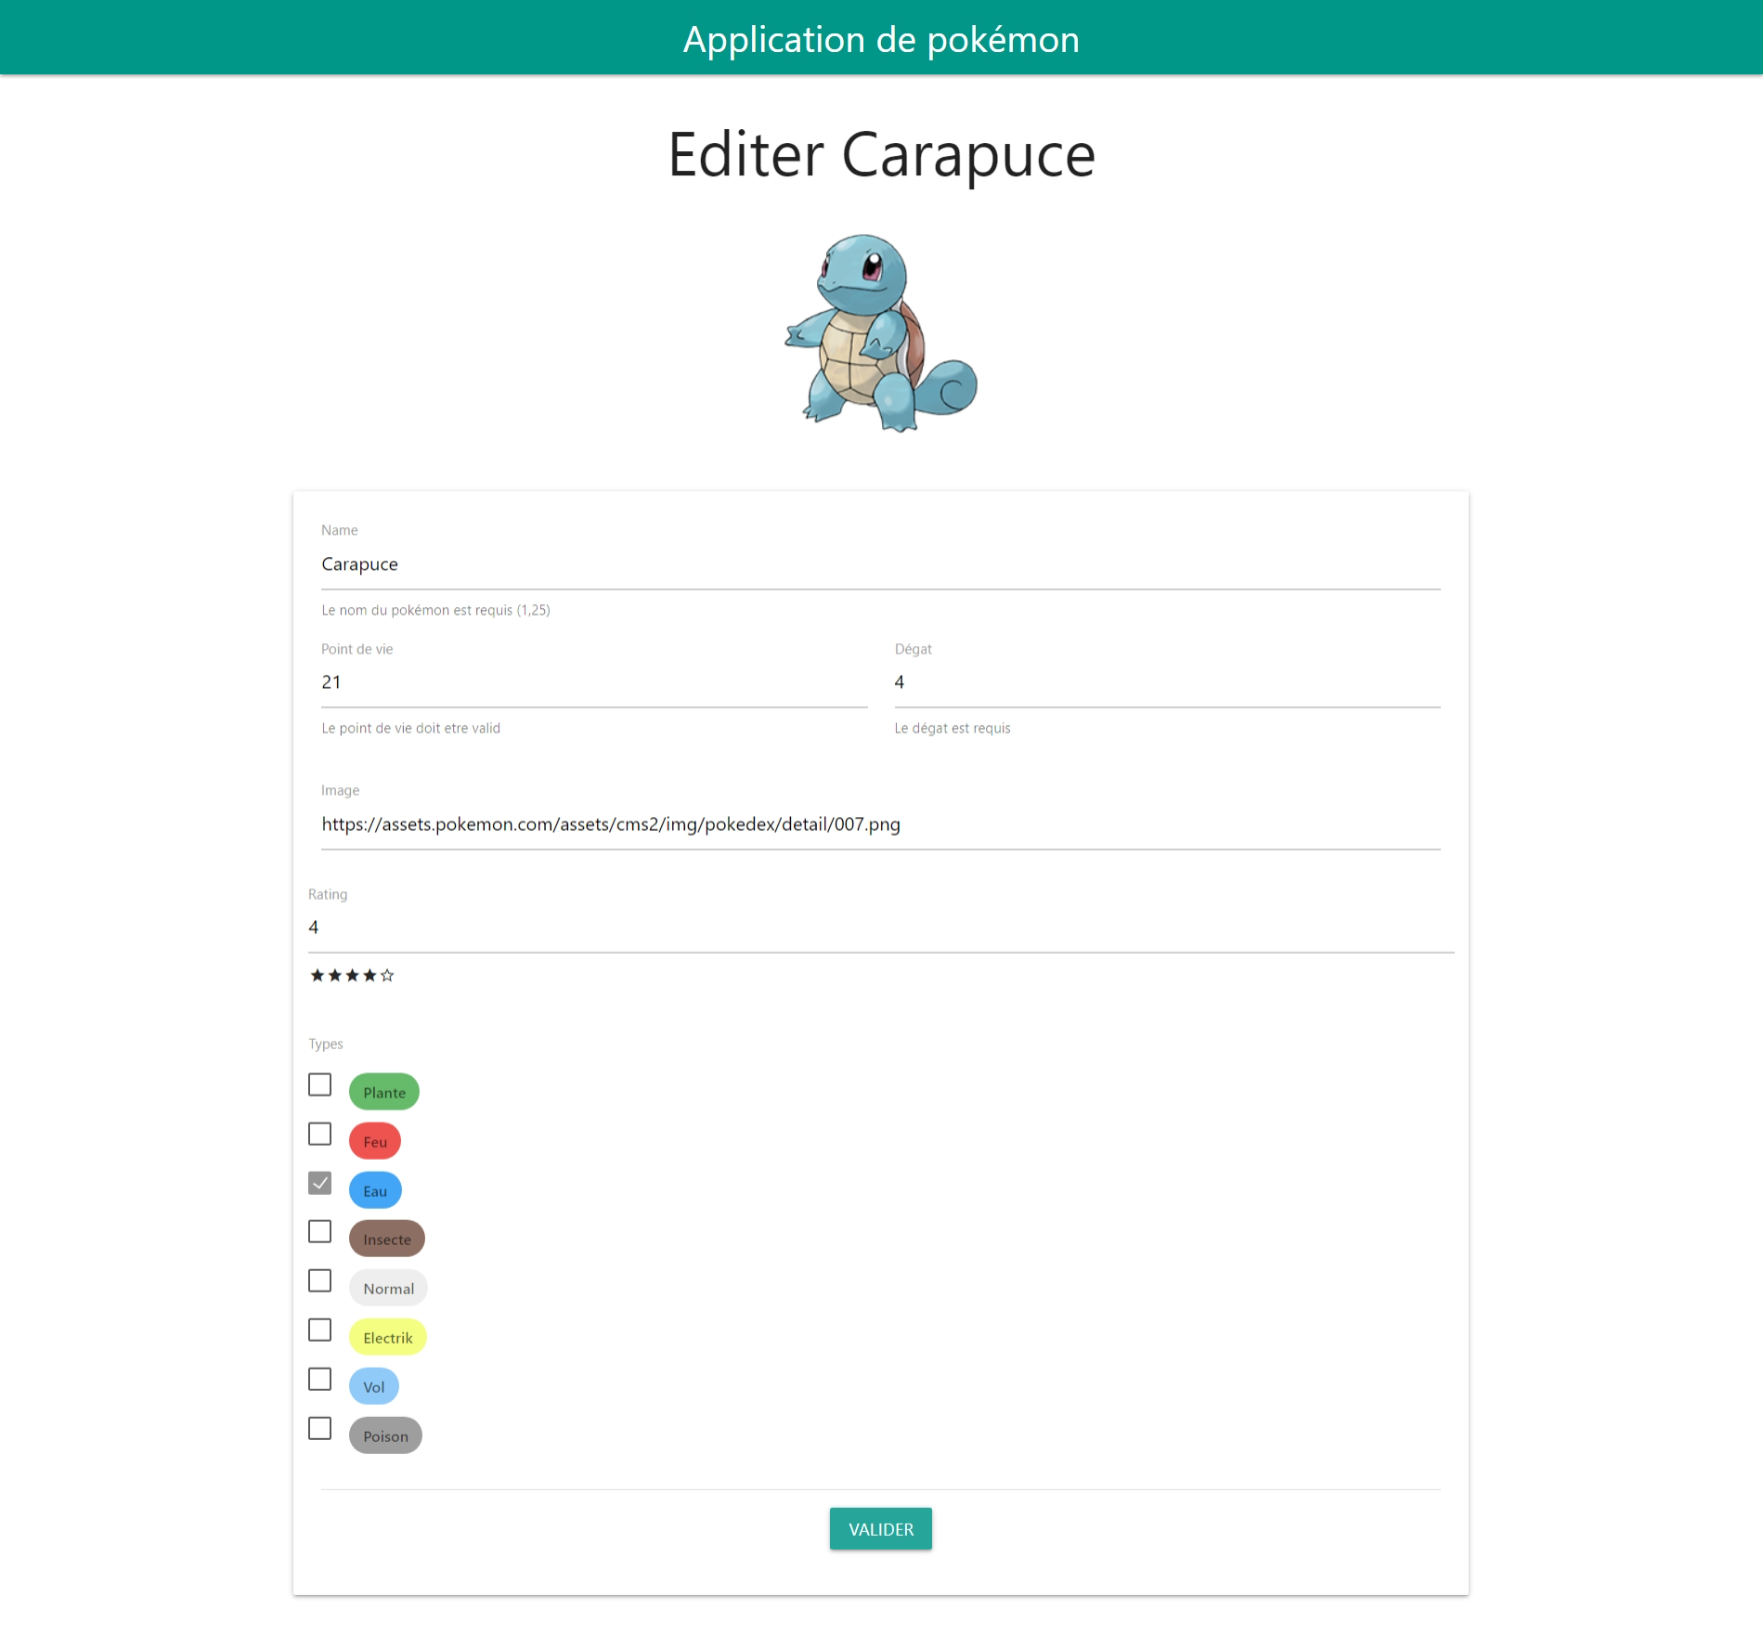 Application de pokémon
Editer Carapuce
Name
Carapuce
Le nom du pokémon est requis (1,25)
Point de vie
Dégat
21
4
Le point de vie doit etre valid
Le dégat est requis
Image
https://assets.pokemon.com/assets/cms2/img/pokedex/detail/007.png
Rating
4
Types
Plante
Feu
Eau
Insecte
Normal
Electrik
Vol
Poison
VALIDER